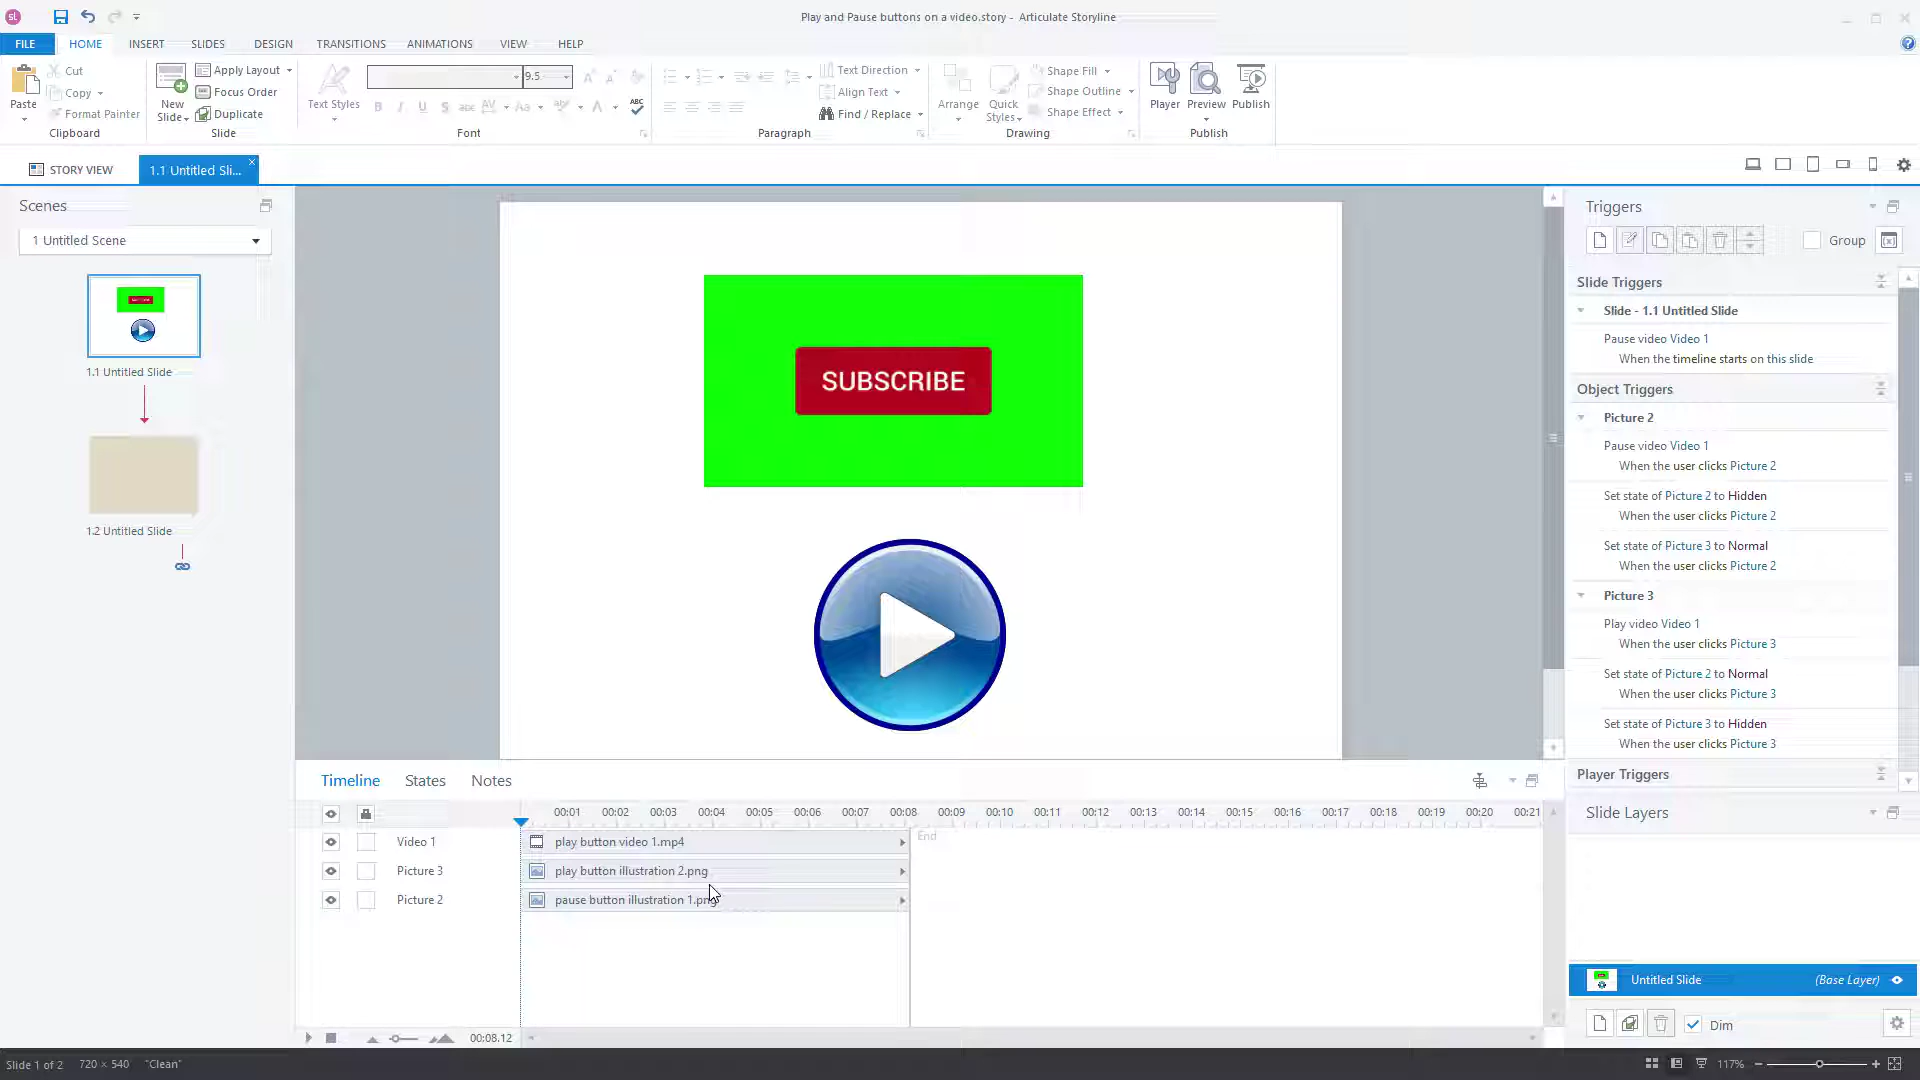 Play and Pause buttons on a video.story - Articulate Storyline
FILE HOME INSERT SLIDES DESIGN TRANSITIONS ANIMATIONS VIEW HELP
Paste
Cut
Copy
Format Painter
Clipboard
New Slide
Apply Layout
Focus Order
Duplicate
Slide
Text Styles
9.5
B I U S abc AV Aa A
ABC
Font
Text Direction
Align Text
Find / Replace
Paragraph
Arrange
Quick Styles
Shape Fill
Shape Outline
Shape Effect
Drawing
Player
Preview
Publish
Publish
STORY VIEW
1.1 Untitled Sli...
Scenes
1 Untitled Scene
1.1 Untitled Slide
1.2 Untitled Slide
SUBSCRIBE
Triggers
Group
Slide Triggers
Slide - 1.1 Untitled Slide
Pause video Video 1
When the timeline starts on this slide
Object Triggers
Picture 2
Pause video Video 1
When the user clicks Picture 2
Set state of Picture 2 to Hidden
When the user clicks Picture 2
Set state of Picture 3 to Normal
When the user clicks Picture 2
Picture 3
Play video Video 1
When the user clicks Picture 3
Set state of Picture 2 to Normal
When the user clicks Picture 3
Set state of Picture 3 to Hidden
When the user clicks Picture 3
Player Triggers
Timeline States Notes
00:01 00:02 00:03 00:04 00:05 00:06 00:07 00:08 00:09 00:10 00:11 00:12 00:13 00:14 00:15 00:16 00:17 00:18 00:19 00:20 00:21
End
Video 1 play button video 1.mp4
Picture 3 play button illustration 2.png
Picture 2 pause button illustration 1.png
00:08.12
Slide Layers
Untitled Slide (Base Layer)
Dim
Slide 1 of 2 720 × 540 "Clean"
117%